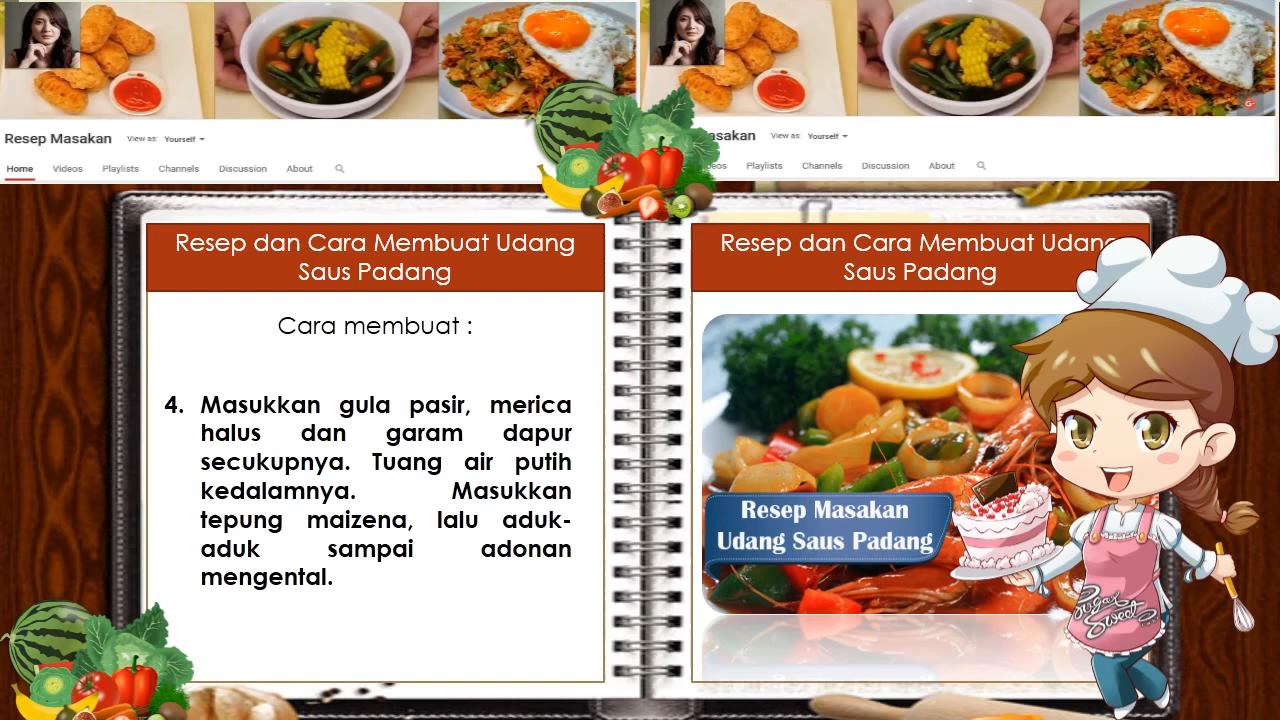 Resep Masakan View as: Yourself
Home Videos Playlists Channels Discussion About
asakan View as: Yourself
eos Playlists Channels Discussion About
Resep dan Cara Membuat Udang
Saus Padang
Cara membuat :
4. Masukkan gula pasir, merica
halus dan garam dapur
secukupnya. Tuang air putih
kedalamnya. Masukkan
tepung maizena, lalu aduk-
aduk sampai adonan
mengental.
Resep dan Cara Membuat Udang
Saus Padang
Resep Masakan
Udang Saus Padang
Sugar
Sweet